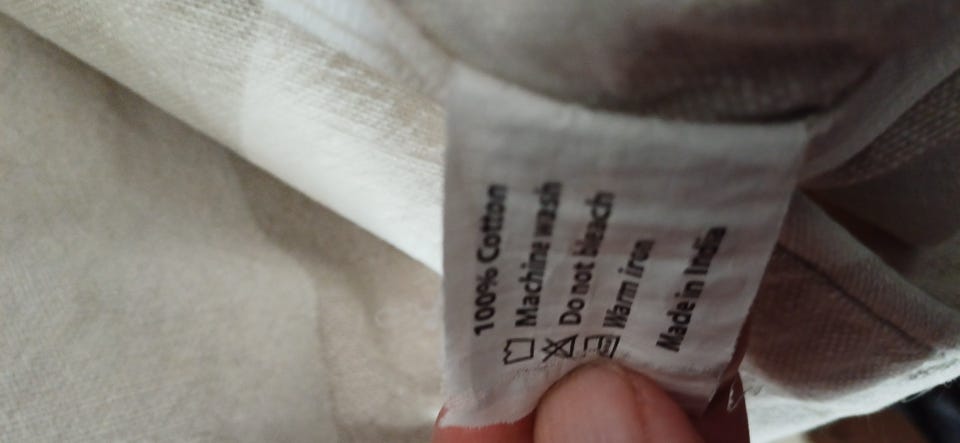 100% Cotton
Machine wash
Do not bleach
Warm iron
Made in India